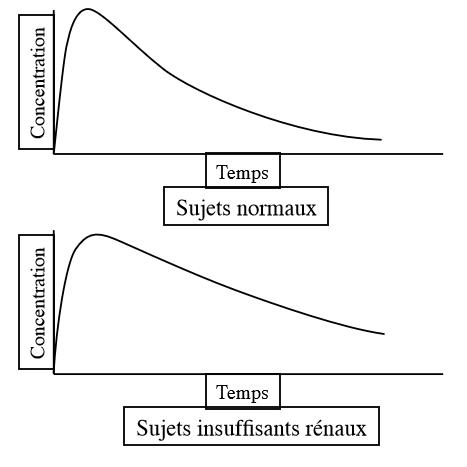 Concentration
Temps
Sujets normaux
Concentration
Temps
Sujets insuffisants rénaux